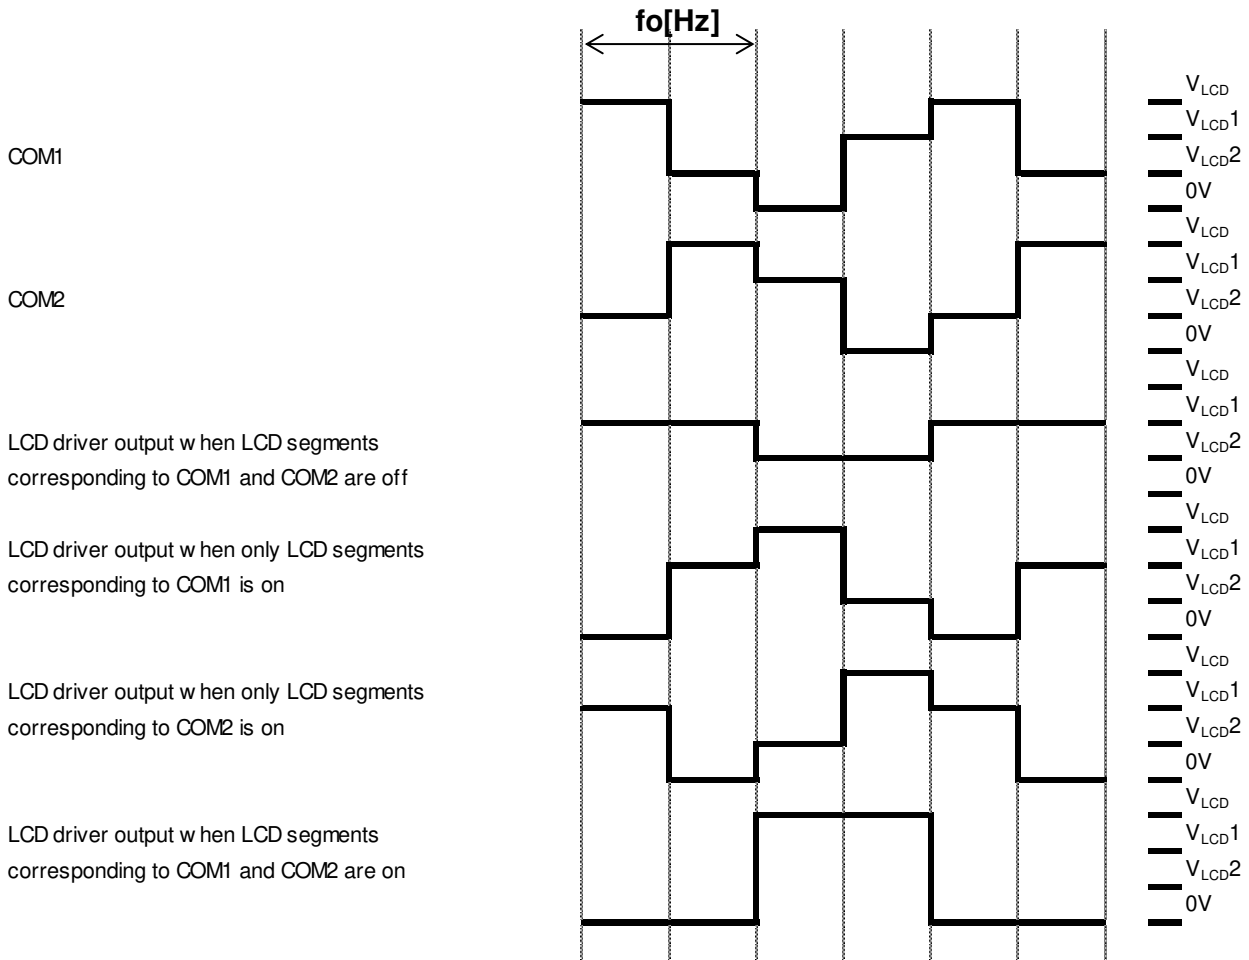 fo[Hz]
VLCD
VLCD1
COM1
VLCD2
0V
VLCD
VLCD1
COM2
VLCD2
0V
VLCD
VLCD1
LCD driver output w hen LCD segments
VLCD2
corresponding to COM1 and COM2 are off
0V
VLCD
LCD driver output w hen only LCD segments
VLCD1
corresponding to COM1 is on
VLCD2
0V
VLCD
LCD driver output w hen only LCD segments
VLCD1
corresponding to COM2 is on
VLCD2
0V
VLCD
LCD driver output w hen LCD segments
VLCD1
corresponding to COM1 and COM2 are on
VLCD2
0V